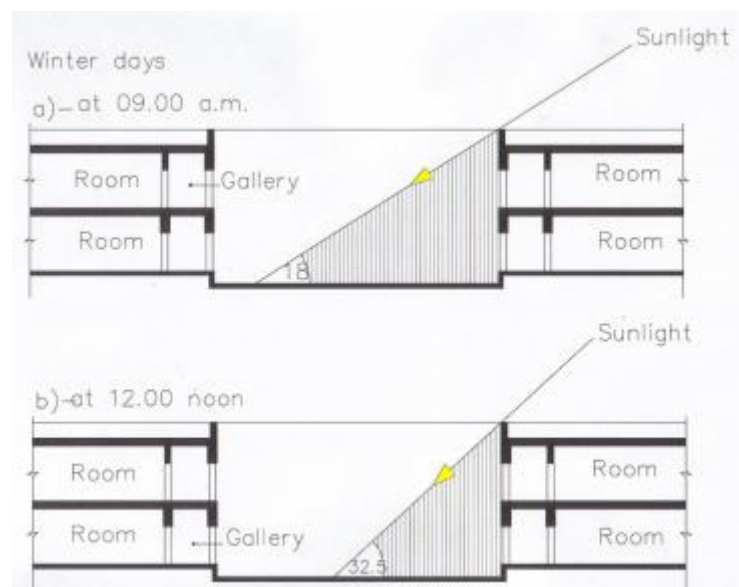 Sunlight
Winter days
a)-at 09.00 a.m.
Room
Gallery
Room
Room
Room
18
Sunlight
b)-at 12.00 noon
Room
Room
Room
Gallery
Room
32.5